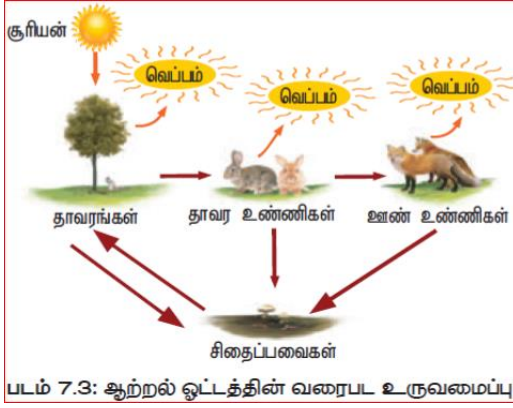 சூரியன்
வெப்பம்
வெப்பம்
வெப்பம்
தாவரங்கள்
தாவர உண்ணிகள்
ஊண் உண்ணிகள்
சிதைப்பவைகள்
படம் 7.3: ஆற்றல் ஓட்டத்தின் வரைபட உருவமைப்பு